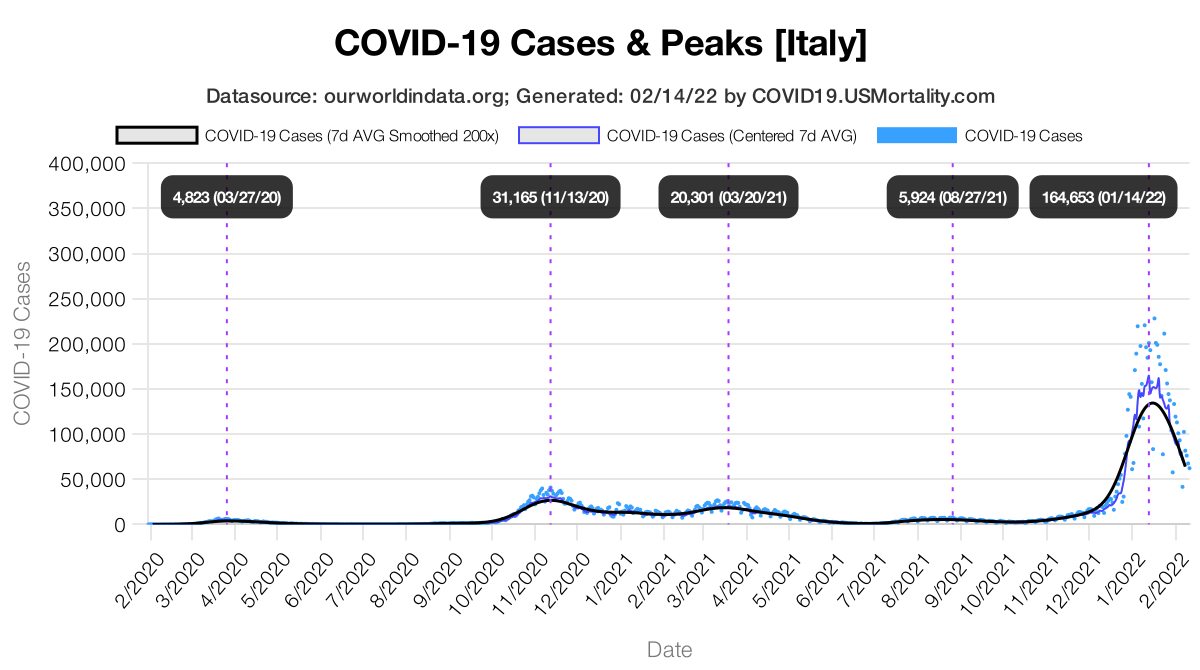 COVID-19 Cases & Peaks [Italy]
Datasource: ourworldindata.org; Generated: 02/14/22 by COVID19.USMortality.com
COVID-19 Cases (7d AVG Smoothed 200x) COVID-19 Cases (Centered 7d AVG) COVID-19 Cases
400,000
4,823 (03/27/20) 31,165 (11/13/20) 20,301 (03/20/21) 5,924 (08/27/21) 164,653 (01/14/22)
350,000
300,000
250,000
200,000
150,000
100,000
50,000
0
COVID-19 Cases
2/2020 3/2020 4/2020 5/2020 6/2020 7/2020 8/2020 9/2020 10/2020 11/2020 12/2020 1/2021 2/2021 3/2021 4/2021 5/2021 6/2021 7/2021 8/2021 9/2021 10/2021 11/2021 12/2021 1/2022 2/2022
Date